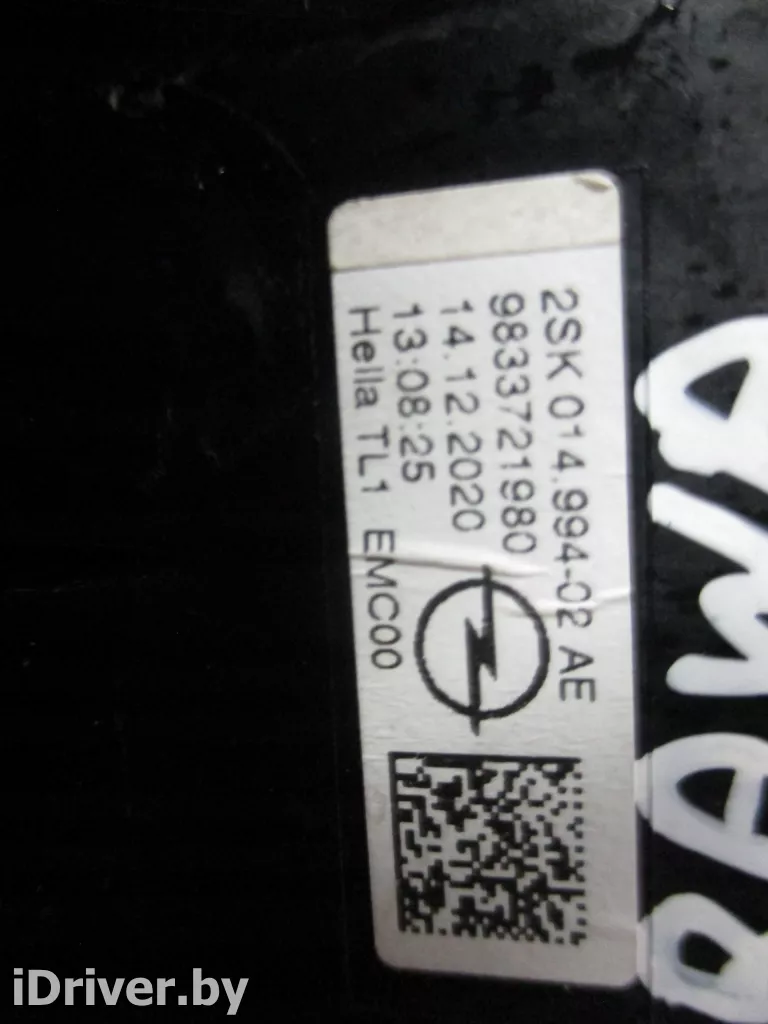 2SK 014.994-02 AE
9833721980
14.12.2020
13:08:25
Hella TL1 EMC00
iDriver.by